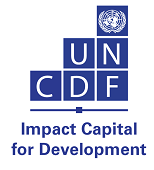 UN
CDF
Impact Capital
for Development